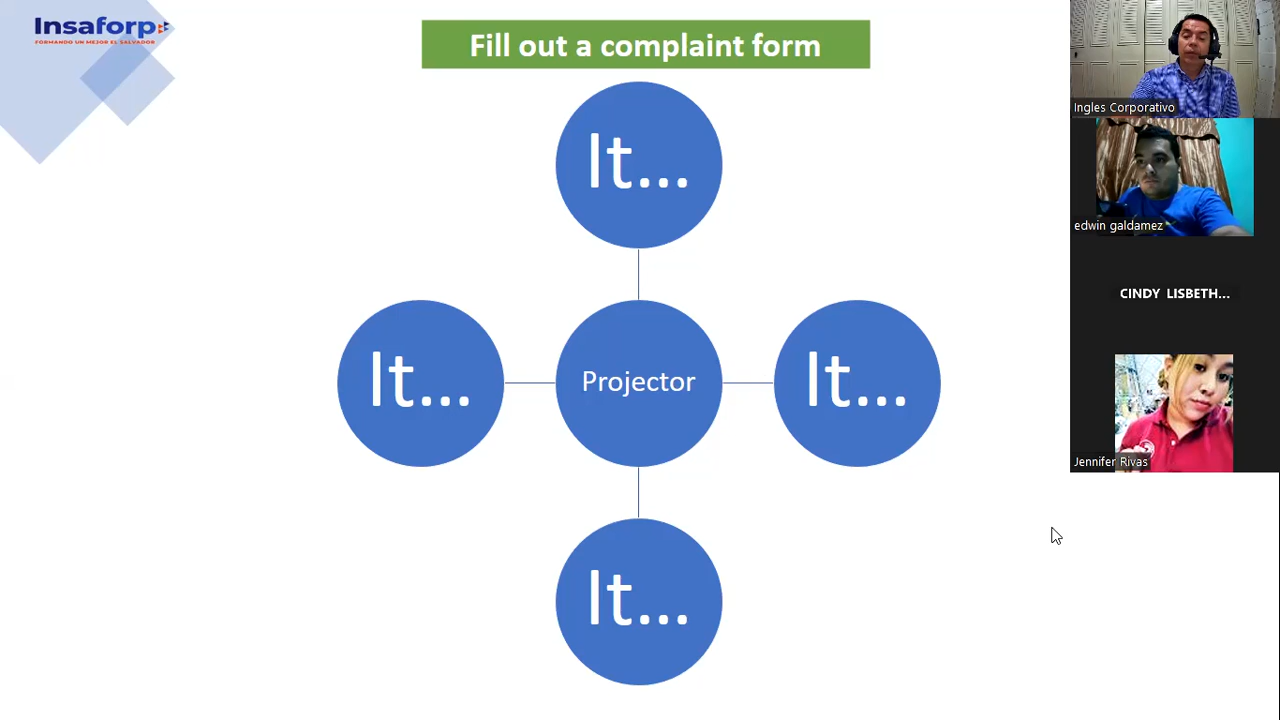 Insaforp
FORMANDO UN MEJOR EL SALVADOR
Fill out a complaint form
It...
It...
Projector
It...
It...
Ingles Corporativo
edwin galdamez
CINDY LISBETH...
Jennifer Rivas